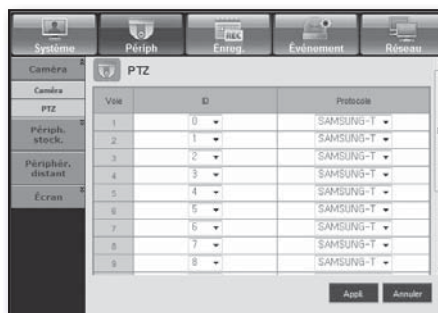 Système Périph Enreg. Événement Réseau
Caméra
Caméra
PTZ
Périph. stock.
Périphér. distant
Écran
PTZ
Voie ID Protocole
1 0 SAMSUNG-T
2 1 SAMSUNG-T
3 2 SAMSUNG-T
4 3 SAMSUNG-T
5 4 SAMSUNG-T
6 5 SAMSUNG-T
7 6 SAMSUNG-T
8 7 SAMSUNG-T
9 8 SAMSUNG-T
Appli. Annuler
REC